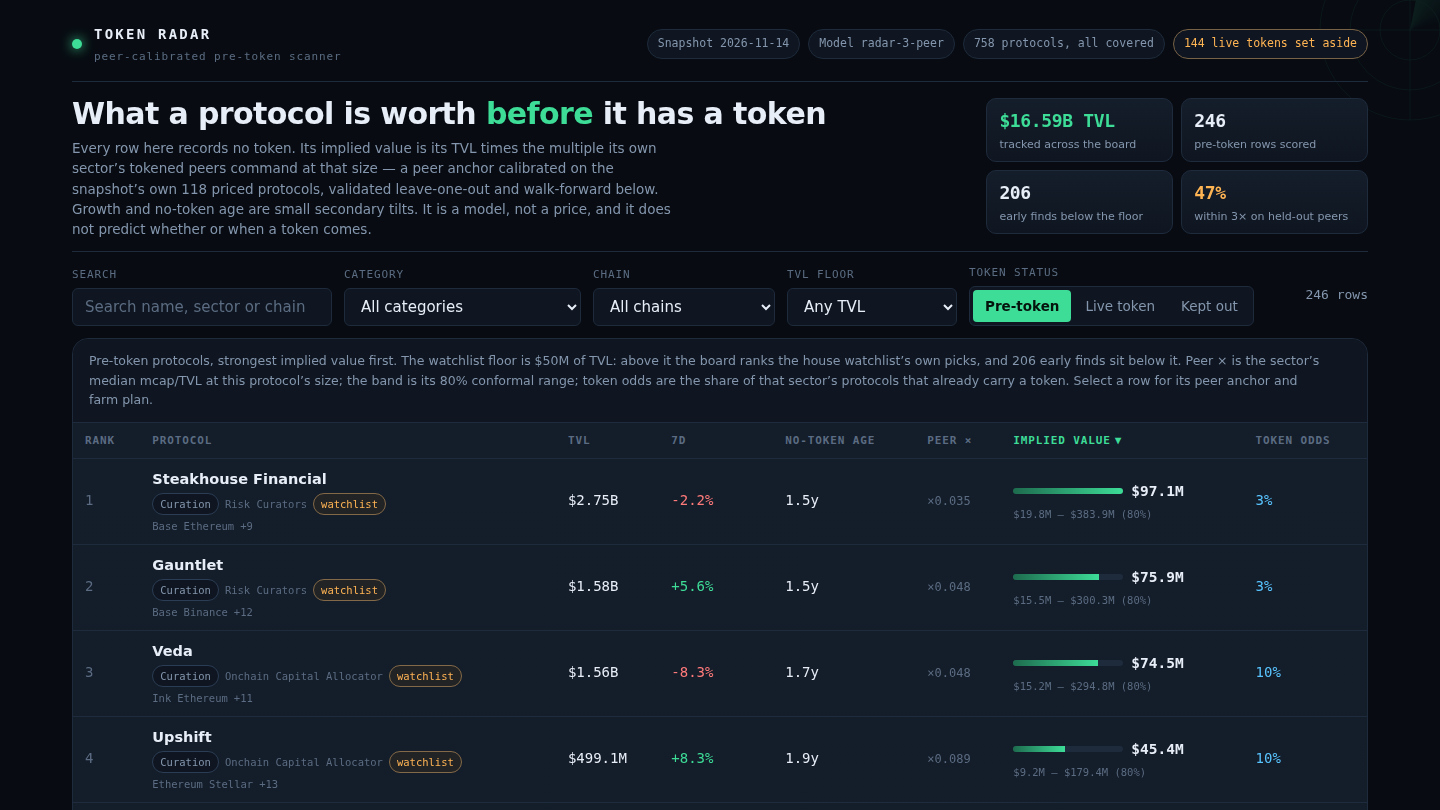 TOKEN RADAR
peer-calibrated pre-token scanner
Snapshot 2026-11-14
Model radar-3-peer
758 protocols, all covered
144 live tokens set aside
What a protocol is worth before it has a token
Every row here records no token. Its implied value is its TVL times the multiple its own
sector’s tokened peers command at that size — a peer anchor calibrated on the
snapshot’s own 118 priced protocols, validated leave-one-out and walk-forward below.
Growth and no-token age are small secondary tilts. It is a model, not a price, and it does
not predict whether or when a token comes.
$16.59B TVL
tracked across the board
246
pre-token rows scored
206
early finds below the floor
47%
within 3× on held-out peers
SEARCH
Search name, sector or chain
CATEGORY
All categories
CHAIN
All chains
TVL FLOOR
Any TVL
TOKEN STATUS
Pre-token
Live token
Kept out
246 rows
Pre-token protocols, strongest implied value first. The watchlist floor is $50M of TVL: above it the board ranks the house watchlist’s own picks, and 206 early finds sit below it. Peer × is the sector’s
median mcap/TVL at this protocol’s size; the band is its 80% conformal range; token odds are the share of that sector’s protocols that already carry a token. Select a row for its peer anchor and
farm plan.
RANK PROTOCOL TVL 7D NO-TOKEN AGE PEER × IMPLIED VALUE ▼ TOKEN ODDS
Steakhouse Financial
1 $2.75B -2.2% 1.5y ×0.035 $97.1M 3%
Curation Risk Curators watchlist
$19.8M — $383.9M (80%)
Base Ethereum +9
Gauntlet
2 $1.58B +5.6% 1.5y ×0.048 $75.9M 3%
Curation Risk Curators watchlist
$15.5M — $300.3M (80%)
Base Binance +12
Veda
3 $1.56B -8.3% 1.7y ×0.048 $74.5M 10%
Curation Onchain Capital Allocator watchlist
$15.2M — $294.8M (80%)
Ink Ethereum +11
Upshift
4 $499.1M +8.3% 1.9y ×0.089 $45.4M 10%
Curation Onchain Capital Allocator watchlist
$9.2M — $179.4M (80%)
Ethereum Stellar +13